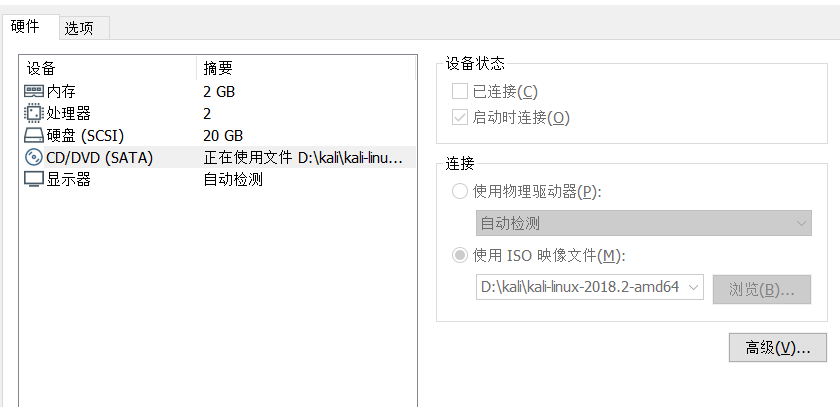 硬件 选项
设备 摘要
内存 2 GB
处理器 2
硬盘 (SCSI) 20 GB
CD/DVD (SATA) 正在使用文件 D:\kali\kali-linu...
显示器 自动检测
设备状态
已连接(C)
启动时连接(O)
连接
使用物理驱动器(P):
自动检测
使用 ISO 映像文件(M):
D:\kali\kali-linux-2018.2-amd64 浏览(B)...
高级(V)...